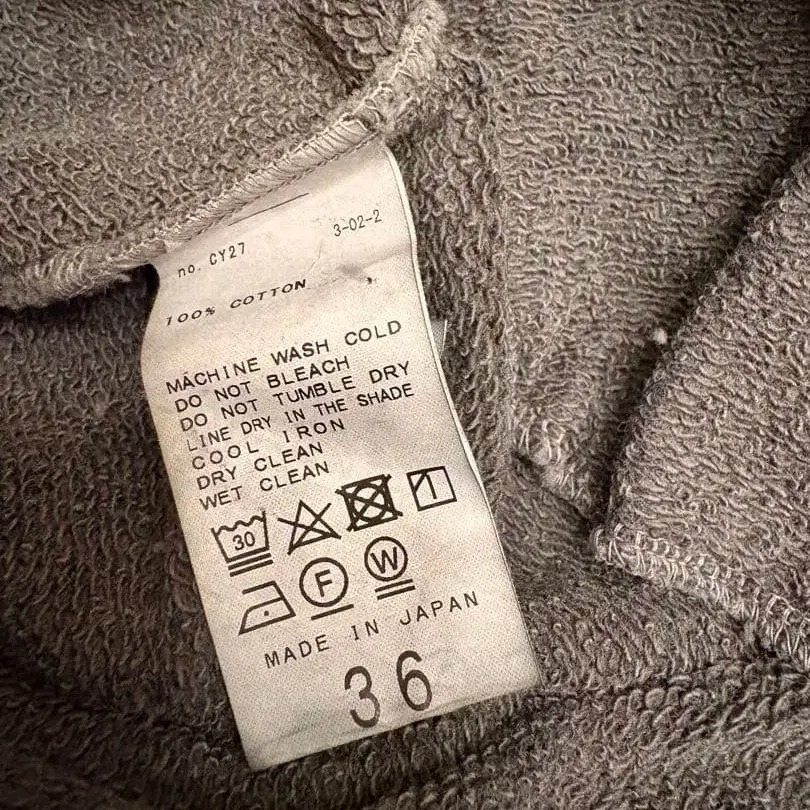 no. CY27 3-02-2
100% COTTON
MACHINE WASH COLD
DO NOT BLEACH
DO NOT TUMBLE DRY
LINE DRY IN THE SHADE
COOL IRON
DRY CLEAN
WET CLEAN
30
F W
MADE IN JAPAN
36